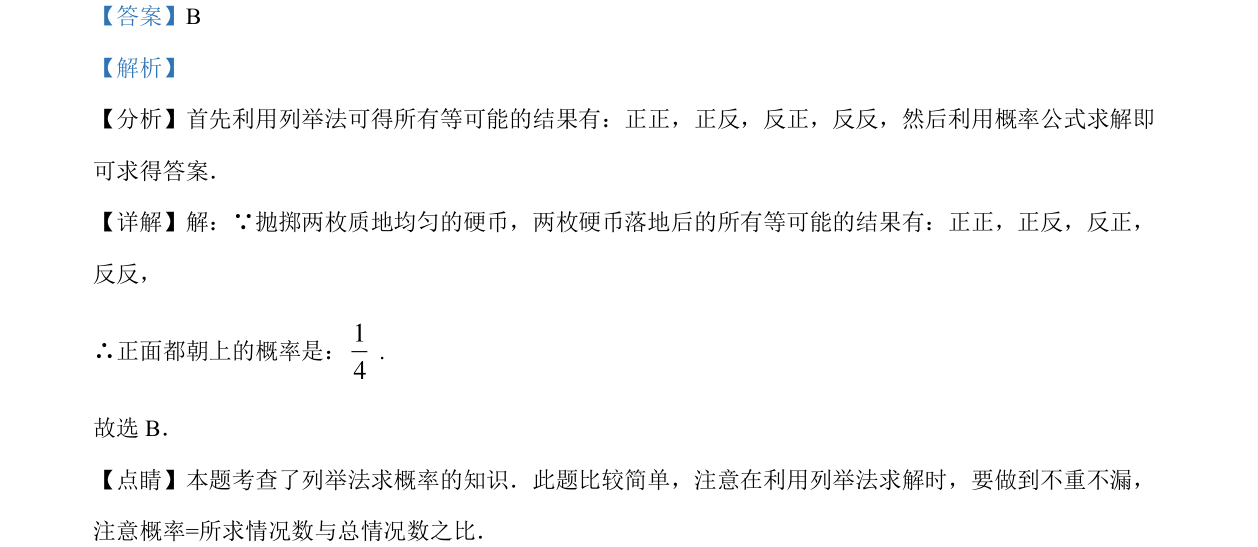 【答案】B
【解析】
【分析】首先利用列举法可得所有等可能的结果有：正正，正反，反正，反反，然后利用概率公式求解即
可求得答案．
【详解】解：∵抛掷两枚质地均匀的硬币，两枚硬币落地后的所有等可能的结果有：正正，正反，反正，
反反，
∴正面都朝上的概率是：1/4．
故选 B．
【点睛】本题考查了列举法求概率的知识．此题比较简单，注意在利用列举法求解时，要做到不重不漏，
注意概率=所求情况数与总情况数之比．